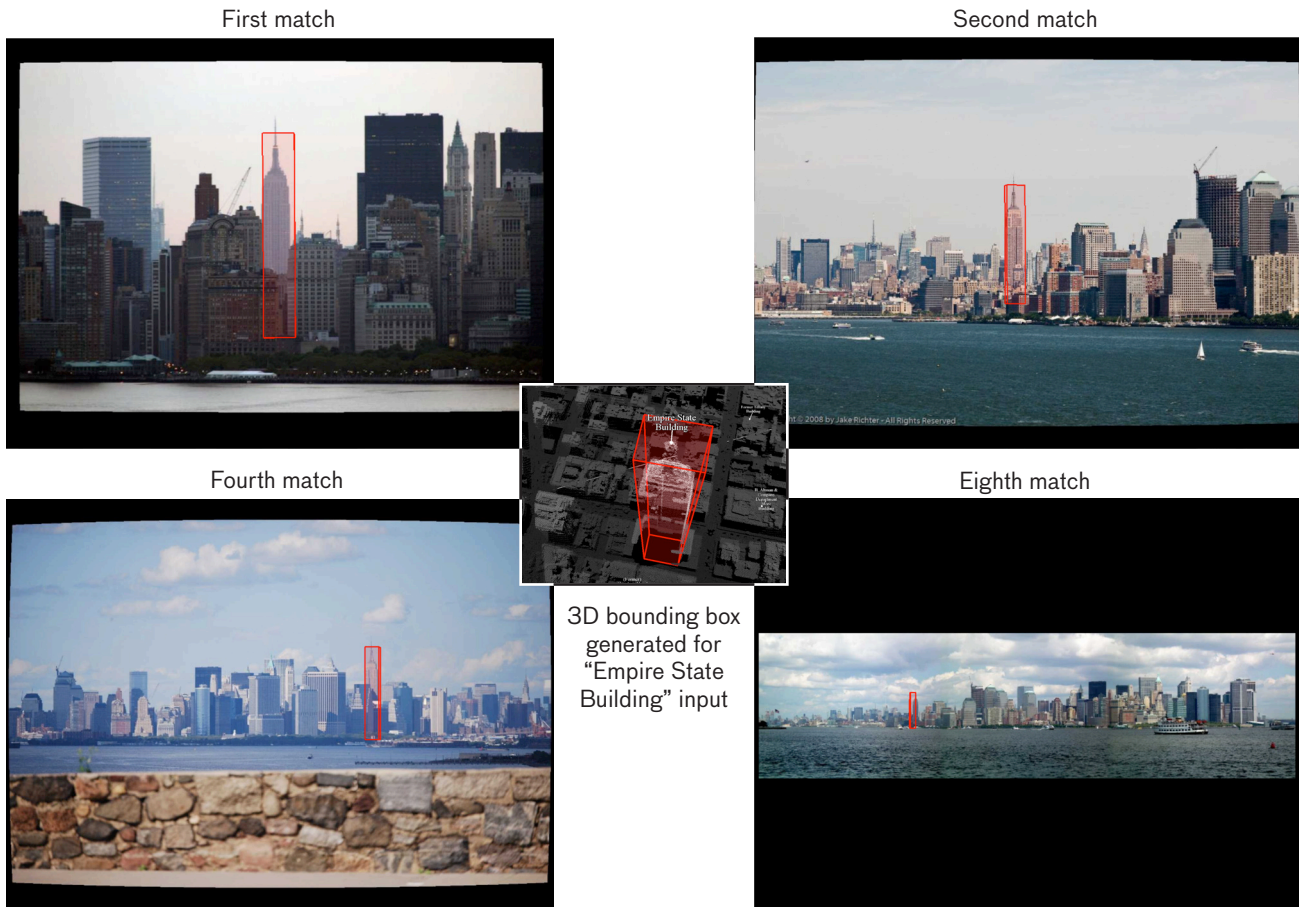 First match
Second match
ht © 2008 by Jake Richter - All Rights Reserved
Empire State
Building
Fourth match
Eighth match
3D bounding box
generated for
“Empire State
Building” input